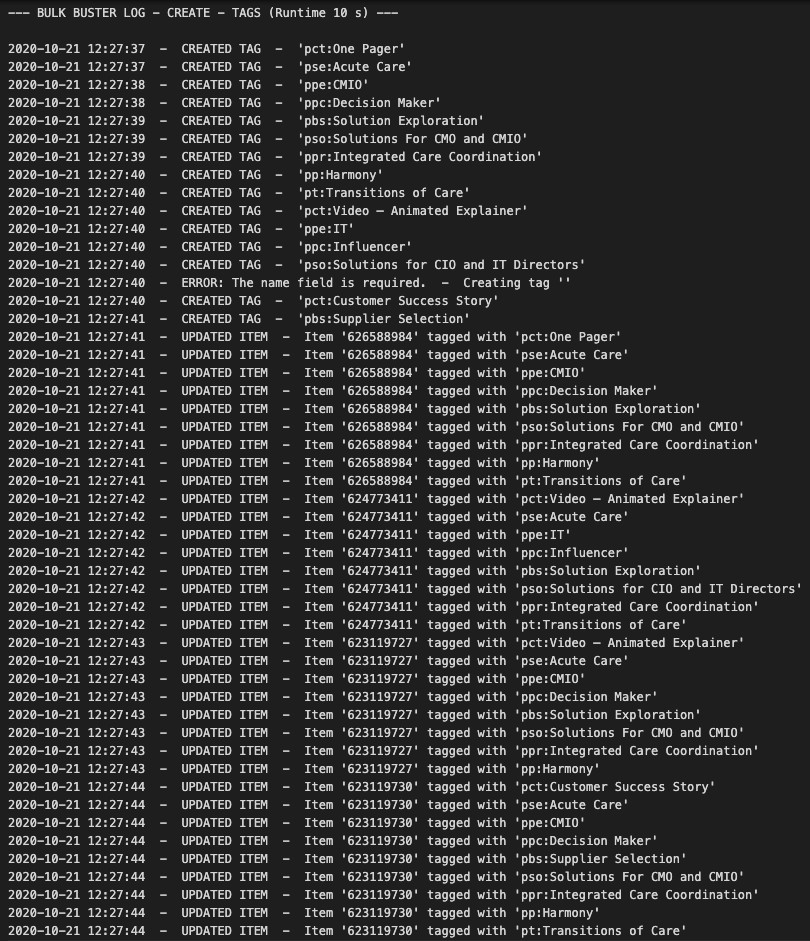 --- BULK BUSTER LOG - CREATE - TAGS (Runtime 10 s) ---
2020-10-21 12:27:37  -  CREATED TAG  -  'pct:One Pager'
2020-10-21 12:27:37  -  CREATED TAG  -  'pse:Acute Care'
2020-10-21 12:27:38  -  CREATED TAG  -  'ppe:CMIO'
2020-10-21 12:27:38  -  CREATED TAG  -  'ppc:Decision Maker'
2020-10-21 12:27:39  -  CREATED TAG  -  'pbs:Solution Exploration'
2020-10-21 12:27:39  -  CREATED TAG  -  'pso:Solutions For CMO and CMIO'
2020-10-21 12:27:39  -  CREATED TAG  -  'ppr:Integrated Care Coordination'
2020-10-21 12:27:40  -  CREATED TAG  -  'pp:Harmony'
2020-10-21 12:27:40  -  CREATED TAG  -  'pt:Transitions of Care'
2020-10-21 12:27:40  -  CREATED TAG  -  'pct:Video – Animated Explainer'
2020-10-21 12:27:40  -  CREATED TAG  -  'ppe:IT'
2020-10-21 12:27:40  -  CREATED TAG  -  'ppc:Influencer'
2020-10-21 12:27:40  -  CREATED TAG  -  'pso:Solutions for CIO and IT Directors'
2020-10-21 12:27:40  -  ERROR: The name field is required.  -  Creating tag ''
2020-10-21 12:27:40  -  CREATED TAG  -  'pct:Customer Success Story'
2020-10-21 12:27:41  -  CREATED TAG  -  'pbs:Supplier Selection'
2020-10-21 12:27:41  -  UPDATED ITEM  -  Item '626588984' tagged with 'pct:One Pager'
2020-10-21 12:27:41  -  UPDATED ITEM  -  Item '626588984' tagged with 'pse:Acute Care'
2020-10-21 12:27:41  -  UPDATED ITEM  -  Item '626588984' tagged with 'ppe:CMIO'
2020-10-21 12:27:41  -  UPDATED ITEM  -  Item '626588984' tagged with 'ppc:Decision Maker'
2020-10-21 12:27:41  -  UPDATED ITEM  -  Item '626588984' tagged with 'pbs:Solution Exploration'
2020-10-21 12:27:41  -  UPDATED ITEM  -  Item '626588984' tagged with 'pso:Solutions For CMO and CMIO'
2020-10-21 12:27:41  -  UPDATED ITEM  -  Item '626588984' tagged with 'ppr:Integrated Care Coordination'
2020-10-21 12:27:41  -  UPDATED ITEM  -  Item '626588984' tagged with 'pp:Harmony'
2020-10-21 12:27:41  -  UPDATED ITEM  -  Item '626588984' tagged with 'pt:Transitions of Care'
2020-10-21 12:27:42  -  UPDATED ITEM  -  Item '624773411' tagged with 'pct:Video – Animated Explainer'
2020-10-21 12:27:42  -  UPDATED ITEM  -  Item '624773411' tagged with 'pse:Acute Care'
2020-10-21 12:27:42  -  UPDATED ITEM  -  Item '624773411' tagged with 'ppe:IT'
2020-10-21 12:27:42  -  UPDATED ITEM  -  Item '624773411' tagged with 'ppc:Influencer'
2020-10-21 12:27:42  -  UPDATED ITEM  -  Item '624773411' tagged with 'pbs:Solution Exploration'
2020-10-21 12:27:42  -  UPDATED ITEM  -  Item '624773411' tagged with 'pso:Solutions for CIO and IT Directors'
2020-10-21 12:27:42  -  UPDATED ITEM  -  Item '624773411' tagged with 'ppr:Integrated Care Coordination'
2020-10-21 12:27:42  -  UPDATED ITEM  -  Item '624773411' tagged with 'pt:Transitions of Care'
2020-10-21 12:27:43  -  UPDATED ITEM  -  Item '623119727' tagged with 'pct:Video – Animated Explainer'
2020-10-21 12:27:43  -  UPDATED ITEM  -  Item '623119727' tagged with 'pse:Acute Care'
2020-10-21 12:27:43  -  UPDATED ITEM  -  Item '623119727' tagged with 'ppe:CMIO'
2020-10-21 12:27:43  -  UPDATED ITEM  -  Item '623119727' tagged with 'ppc:Decision Maker'
2020-10-21 12:27:43  -  UPDATED ITEM  -  Item '623119727' tagged with 'pbs:Solution Exploration'
2020-10-21 12:27:43  -  UPDATED ITEM  -  Item '623119727' tagged with 'pso:Solutions For CMO and CMIO'
2020-10-21 12:27:43  -  UPDATED ITEM  -  Item '623119727' tagged with 'ppr:Integrated Care Coordination'
2020-10-21 12:27:43  -  UPDATED ITEM  -  Item '623119727' tagged with 'pp:Harmony'
2020-10-21 12:27:44  -  UPDATED ITEM  -  Item '623119730' tagged with 'pct:Customer Success Story'
2020-10-21 12:27:44  -  UPDATED ITEM  -  Item '623119730' tagged with 'pse:Acute Care'
2020-10-21 12:27:44  -  UPDATED ITEM  -  Item '623119730' tagged with 'ppe:CMIO'
2020-10-21 12:27:44  -  UPDATED ITEM  -  Item '623119730' tagged with 'ppc:Decision Maker'
2020-10-21 12:27:44  -  UPDATED ITEM  -  Item '623119730' tagged with 'pbs:Supplier Selection'
2020-10-21 12:27:44  -  UPDATED ITEM  -  Item '623119730' tagged with 'pso:Solutions For CMO and CMIO'
2020-10-21 12:27:44  -  UPDATED ITEM  -  Item '623119730' tagged with 'ppr:Integrated Care Coordination'
2020-10-21 12:27:44  -  UPDATED ITEM  -  Item '623119730' tagged with 'pp:Harmony'
2020-10-21 12:27:44  -  UPDATED ITEM  -  Item '623119730' tagged with 'pt:Transitions of Care'